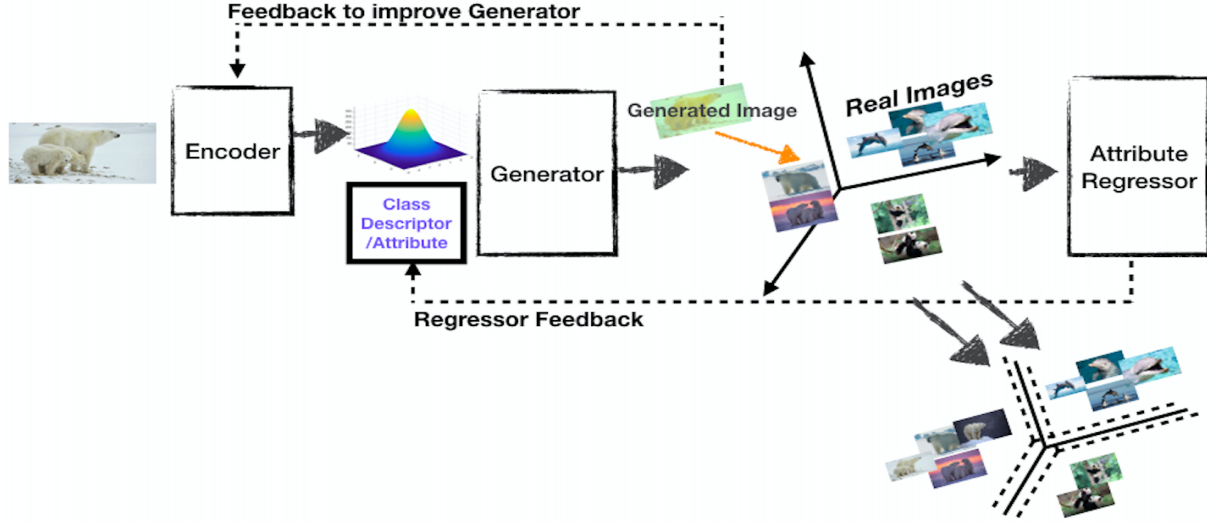 Feedback to improve Generator
Encoder
Class
Descriptor
/Attribute
Generator
Generated Image
Real Images
Attribute
Regressor
Regressor Feedback